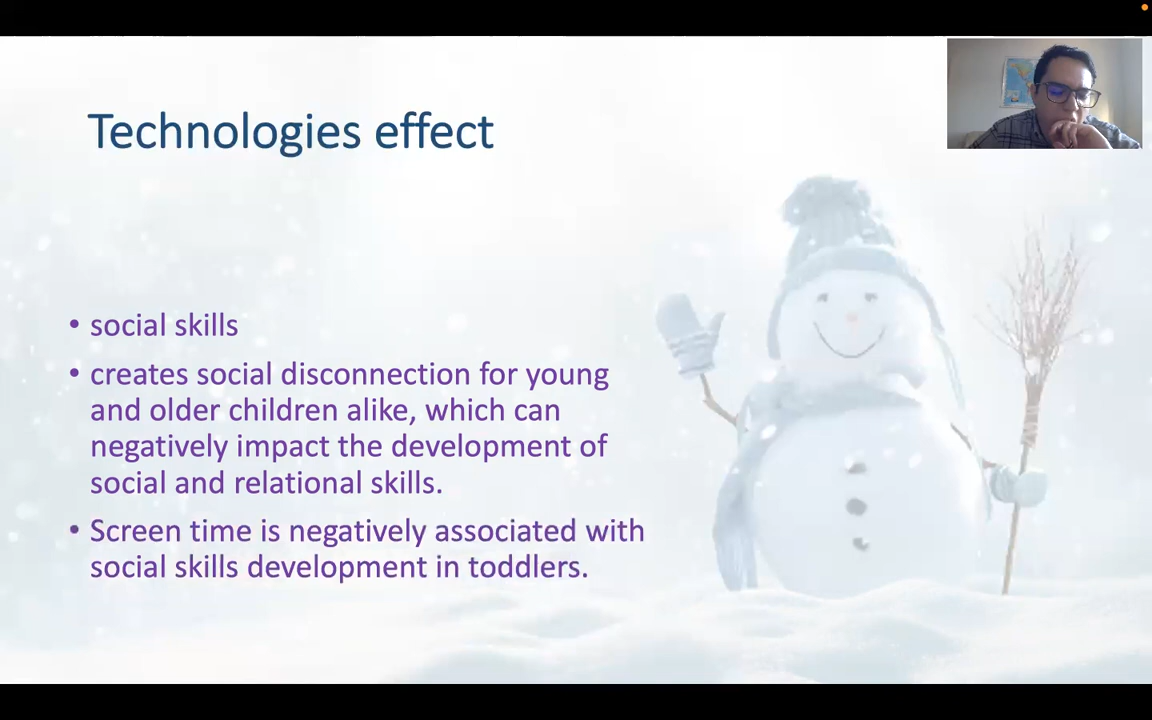 Technologies effect
• social skills
• creates social disconnection for young
and older children alike, which can
negatively impact the development of
social and relational skills.
• Screen time is negatively associated with
social skills development in toddlers.